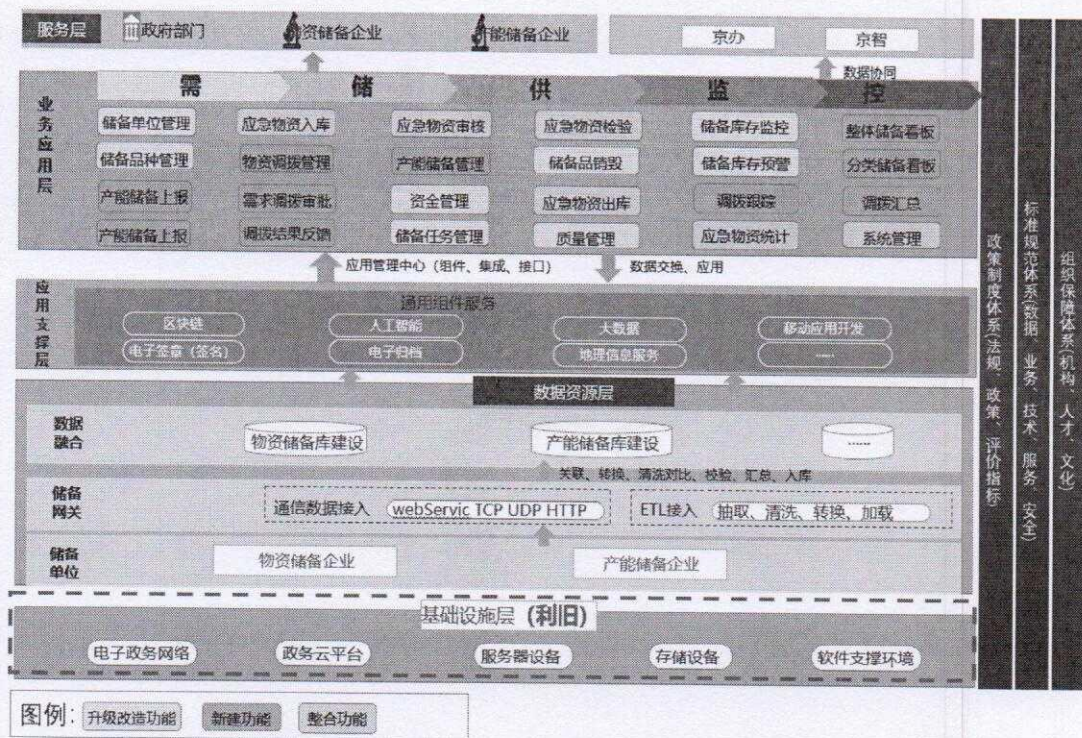 服务层
政府部门
物资储备企业
产能储备企业
京办
京智
数据协同
需
储
供
监
控
业务应用层
储备单位管理
应急物资入库
应急物资审核
应急物资检验
储备库存监控
整体储备看板
储备品种管理
物资调拨管理
产能储备管理
储备品销毁
储备库存预警
分类储备看板
产能储备上报
需求调拨审批
资金管理
应急物资出库
调拨跟踪
调拨汇总
产能储备上报
调拨结果反馈
储备任务管理
质量管理
应急物资统计
系统管理
应用管理中心（组件、集成、接口）
数据交换、应用
应用支撑层
通用组件服务
区块链
人工智能
大数据
移动应用开发
电子签章（签名）
电子归档
地理信息服务
......
数据资源层
数据融合
物资储备库建设
产能储备库建设
......
关联、转换、清洗对比、校验、汇总、入库
储备网关
通信数据接入
webServic TCP UDP HTTP
ETL接入
抽取、清洗、转换、加载
储备单位
物资储备企业
产能储备企业
基础设施层（利旧）
电子政务网络
政务云平台
服务器设备
存储设备
软件支撑环境
政策制度体系(法规、政策、评价指标)
标准规范体系(数据、业务、技术、服务、安全)
组织保障体系(机构、人才、文化)
图例：
升级改造功能
新建功能
整合功能